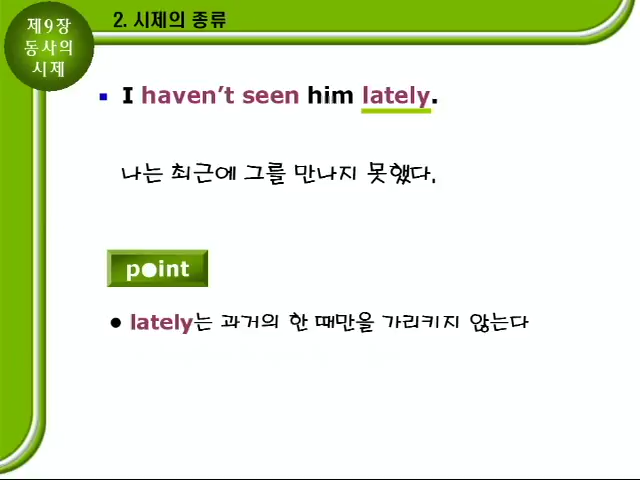 제9장
동사의
시제
2. 시제의 종류
I haven't seen him lately.
나는 최근에 그를 만나지 못했다.
point
● lately는 과거의 한 때만을 가리키지 않는다